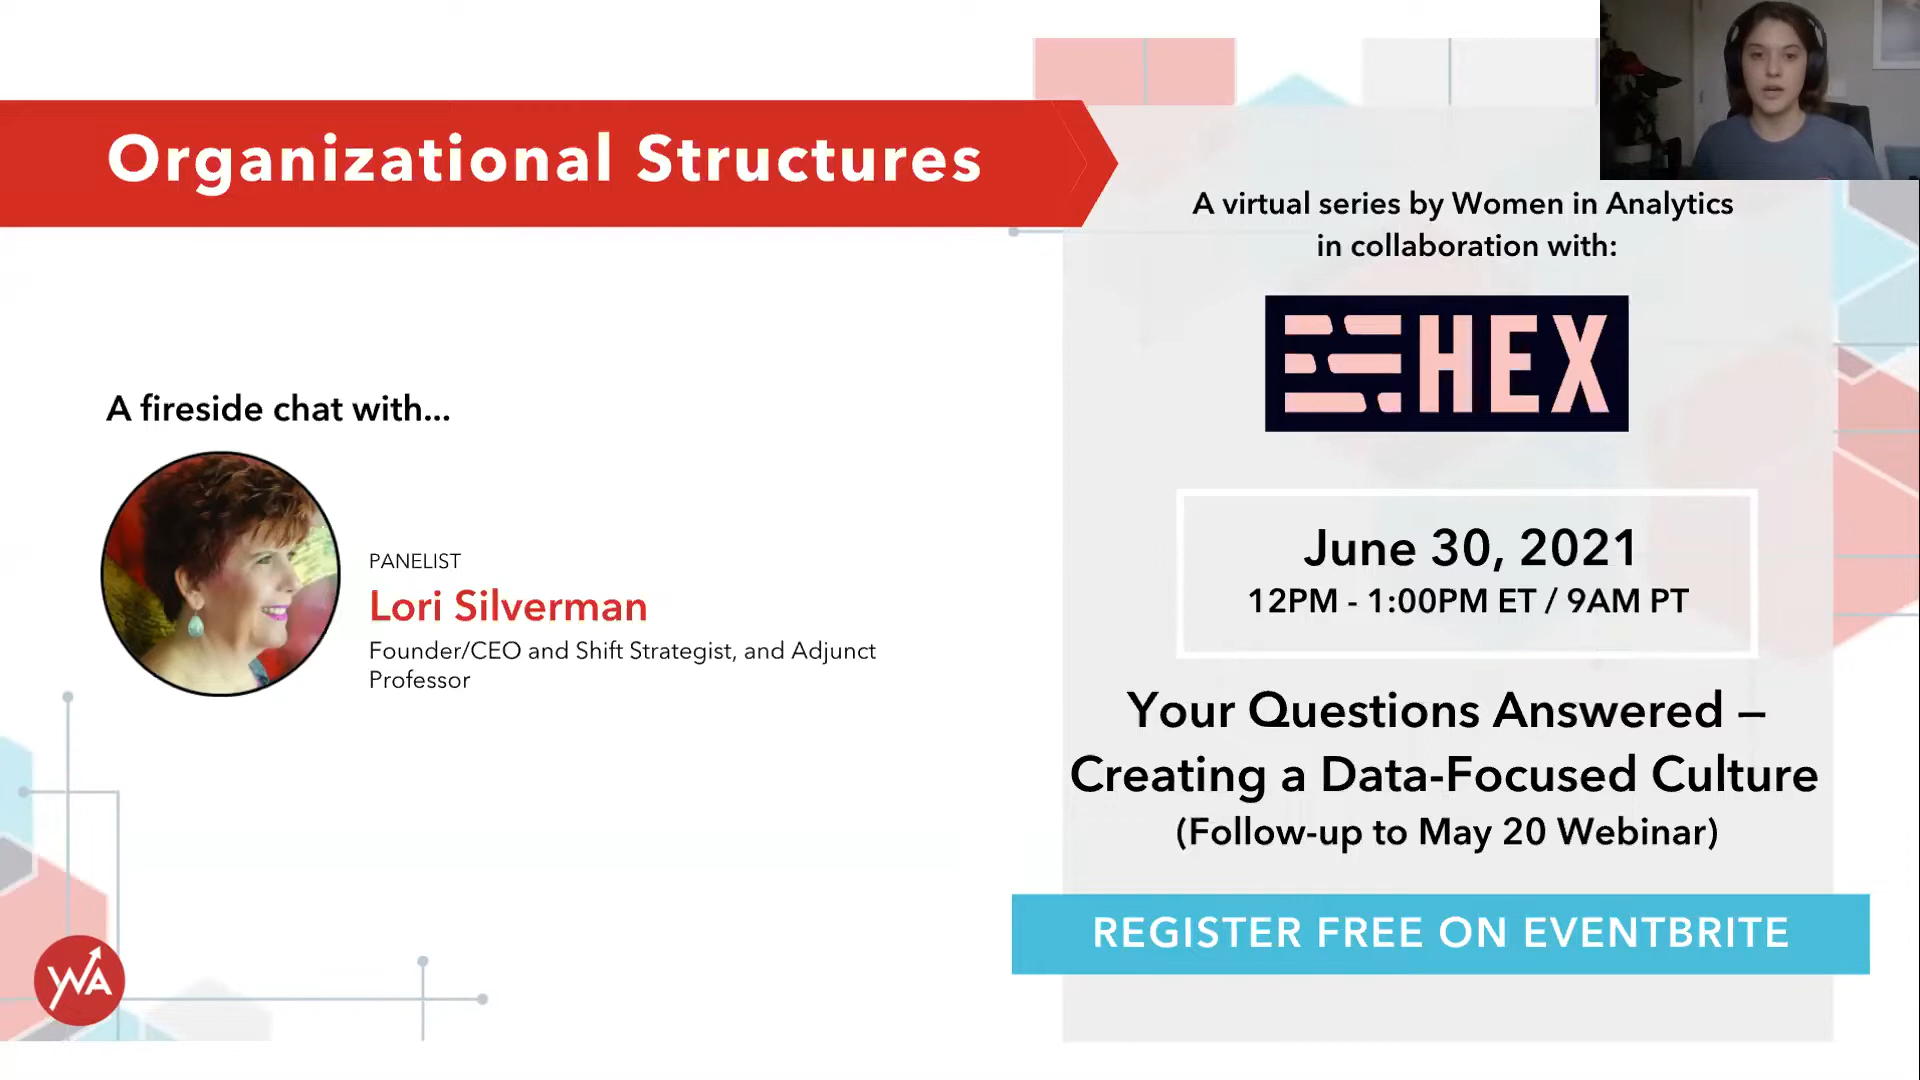 Organizational Structures
A fireside chat with...
PANELIST
Lori Silverman
Founder/CEO and Shift Strategist, and Adjunct
Professor
WA
A virtual series by Women in Analytics
in collaboration with:
HEX
June 30, 2021
12PM - 1:00PM ET / 9AM PT
Your Questions Answered –
Creating a Data-Focused Culture
(Follow-up to May 20 Webinar)
REGISTER FREE ON EVENTBRITE